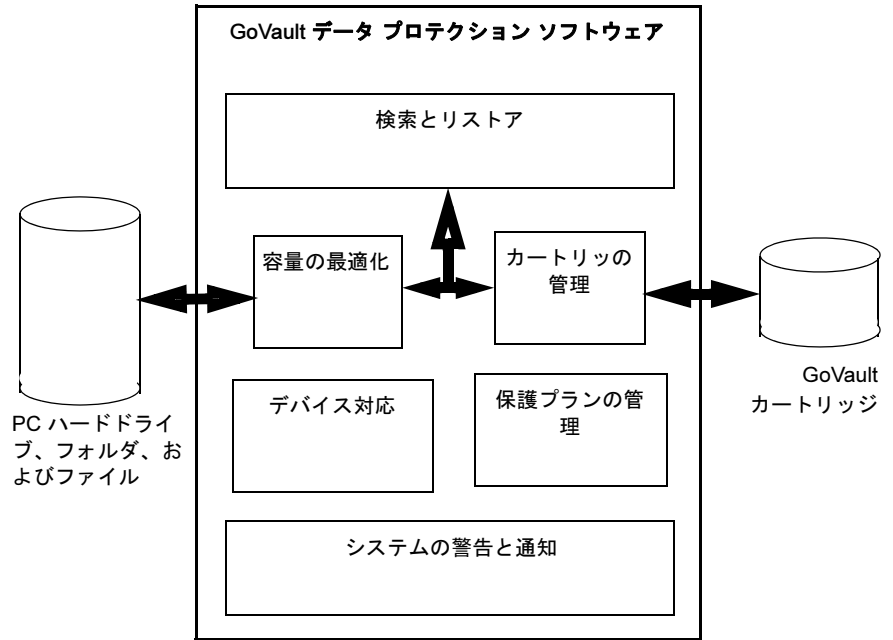 GoVault データ プロテクション ソフトウェア
検索とリストア
容量の最適化
カートリッの
管理
デバイス対応
保護プランの管
理
システムの警告と通知
PC ハードドライ
ブ、フォルダ、お
よびファイル
GoVault
カートリッジ